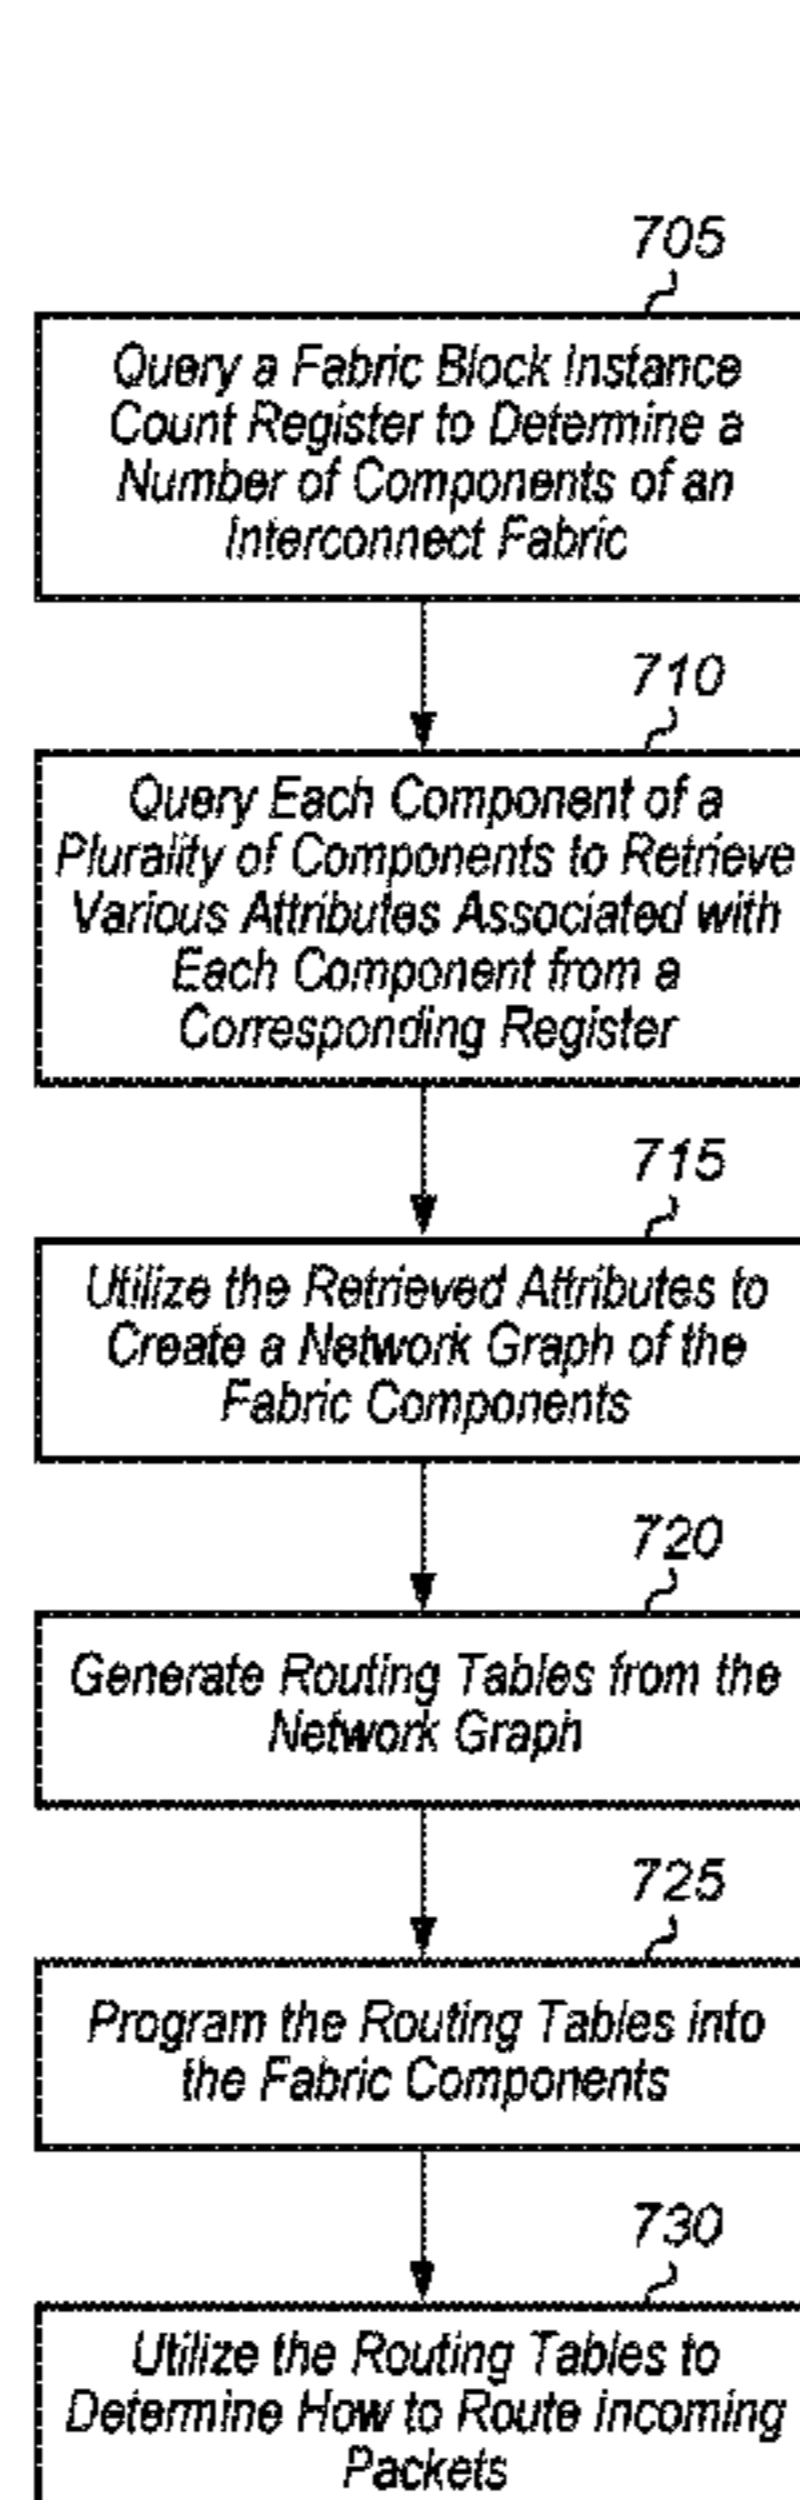 705
Query a Fabric Block Instance
Count Register to Determine a
Number of Components of an
Interconnect Fabric
710
Query Each Component of a
Plurality of Components to Retrieve
Various Attributes Associated with
Each Component from a
Corresponding Register
715
Utilize the Retrieved Attributes to
Create a Network Graph of the
Fabric Components
720
Generate Routing Tables from the
Network Graph
725
Program the Routing Tables into
the Fabric Components
730
Utilize the Routing Tables to
Determine How to Route Incoming
Packets